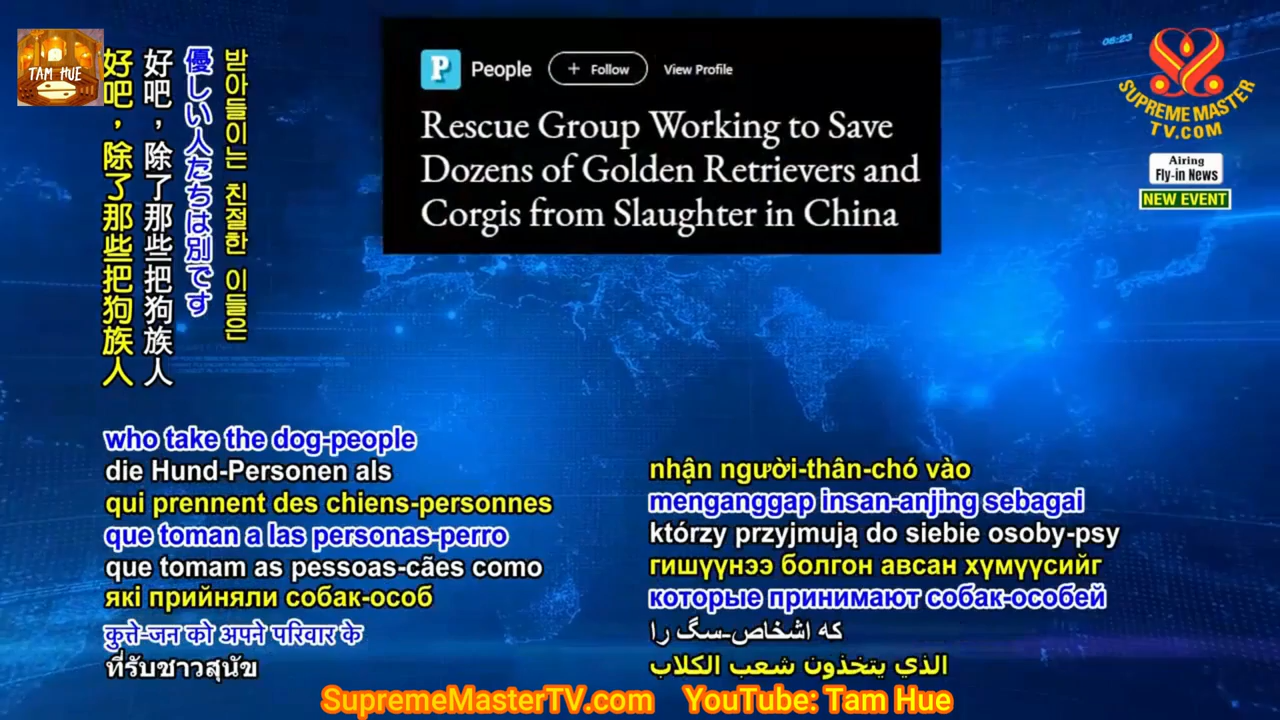 TAM HUE
People
+ Follow
View Profile
Rescue Group Working to Save
Dozens of Golden Retrievers and
Corgis from Slaughter in China
06:23
SUPREME MASTER
TV.COM
Airing
Fly-in News
NEW EVENT
받아들이는 친절한 이들은
優しい人たちは別です
好吧，除了那些把狗族人
好吧，除了那些把狗族人
who take the dog-people
die Hund-Personen als
qui prennent des chiens-personnes
que toman a las personas-perro
que tomam as pessoas-cães como
які прийняли собак-особ
कुत्ते-जन को अपने परिवार के
ที่รับชาวสุนัข
nhận người-thân-chó vào
menganggap insan-anjing sebagai
którzy przyjmują do siebie osoby-psy
гишүүнээ болгон авсан хүмүүсийг
которые принимают собак-особей
که اشخاص-سگ را
الذي يتخذون شعب الكلاب
SupremeMasterTV.com
YouTube: Tam Hue